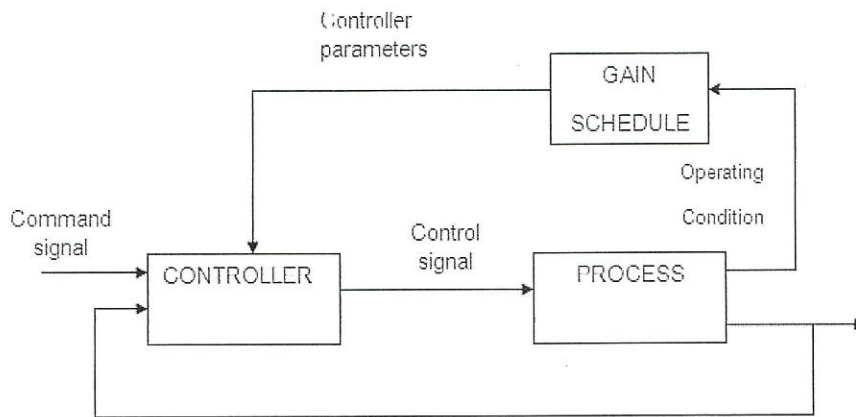 Controller
parameters
GAIN
SCHEDULE
Operating
Condition
Command
signal
Control
signal
CONTROLLER
PROCESS